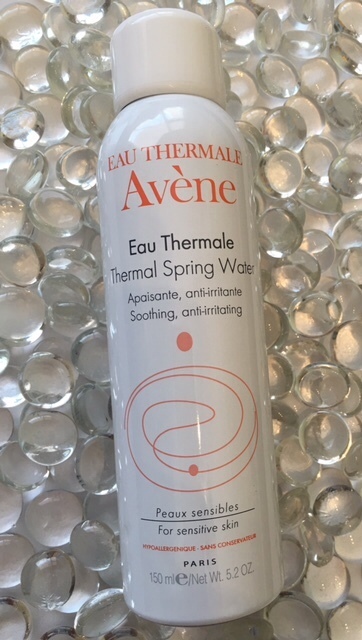 EAU THERMALE
Avène
Eau Thermale
Thermal Spring Water
Apaisante, anti-irritante
Soothing, anti-irritating
Peaux sensibles
For sensitive skin
HYPOALLERGENIQUE - SANS CONSERVATEUR
PARIS
150 ml℮/Net Wt. 5.2 OZ.